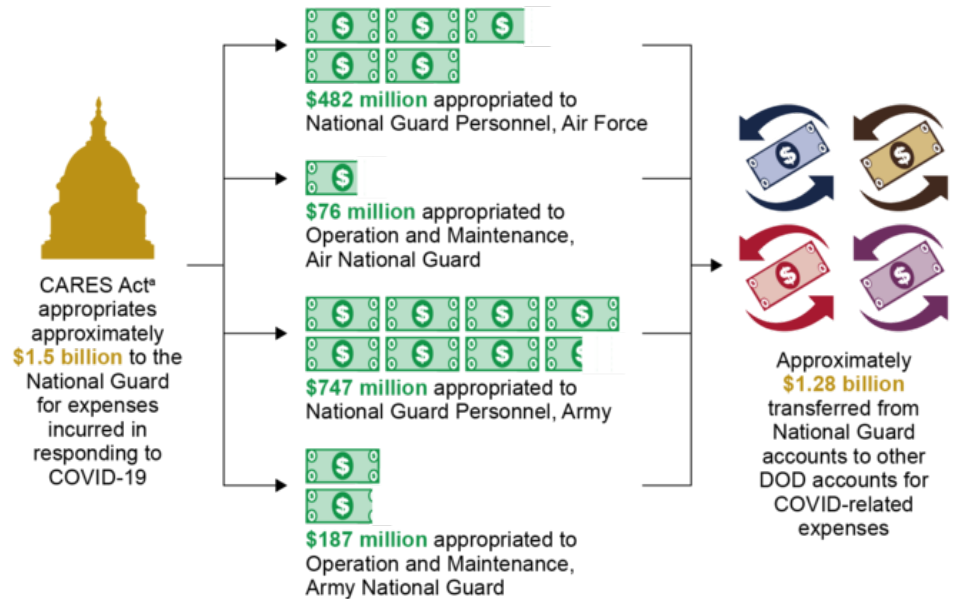 CARES Actᵃ
appropriates
approximately
$1.5 billion to the
National Guard
for expenses
incurred in
responding to
COVID-19
$482 million appropriated to
National Guard Personnel, Air Force
$76 million appropriated to
Operation and Maintenance,
Air National Guard
$747 million appropriated to
National Guard Personnel, Army
$187 million appropriated to
Operation and Maintenance,
Army National Guard
Approximately
$1.28 billion
transferred from
National Guard
accounts to other
DOD accounts for
COVID-related
expenses